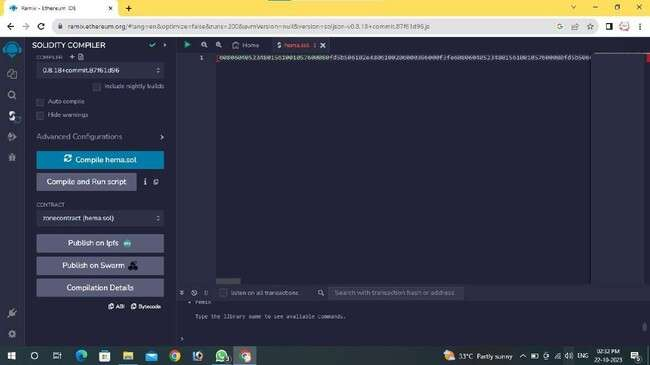 Remix - Ethereum IDE
remix.ethereum.org/#lang=en&optimize=false&runs=200&evmVersion=null&version=soljson-v0.8.18+commit.87f61d96.js
SOLIDITY COMPILER
COMPILER
0.8.18+commit.87f61d96
Include nightly builds
Auto compile
Hide warnings
Advanced Configurations
Compile hema.sol
Compile and Run script
CONTRACT
zonecontract (hema.sol)
Publish on Ipfs
Publish on Swarm
Compilation Details
ABI
Bytecode
Home
hema.sol 1
1
listen on all transactions
Search with transaction hash or address
remix
Type the library name to see available commands.
>
33°C Partly sunny
ENG
02:32 PM
22-10-2023